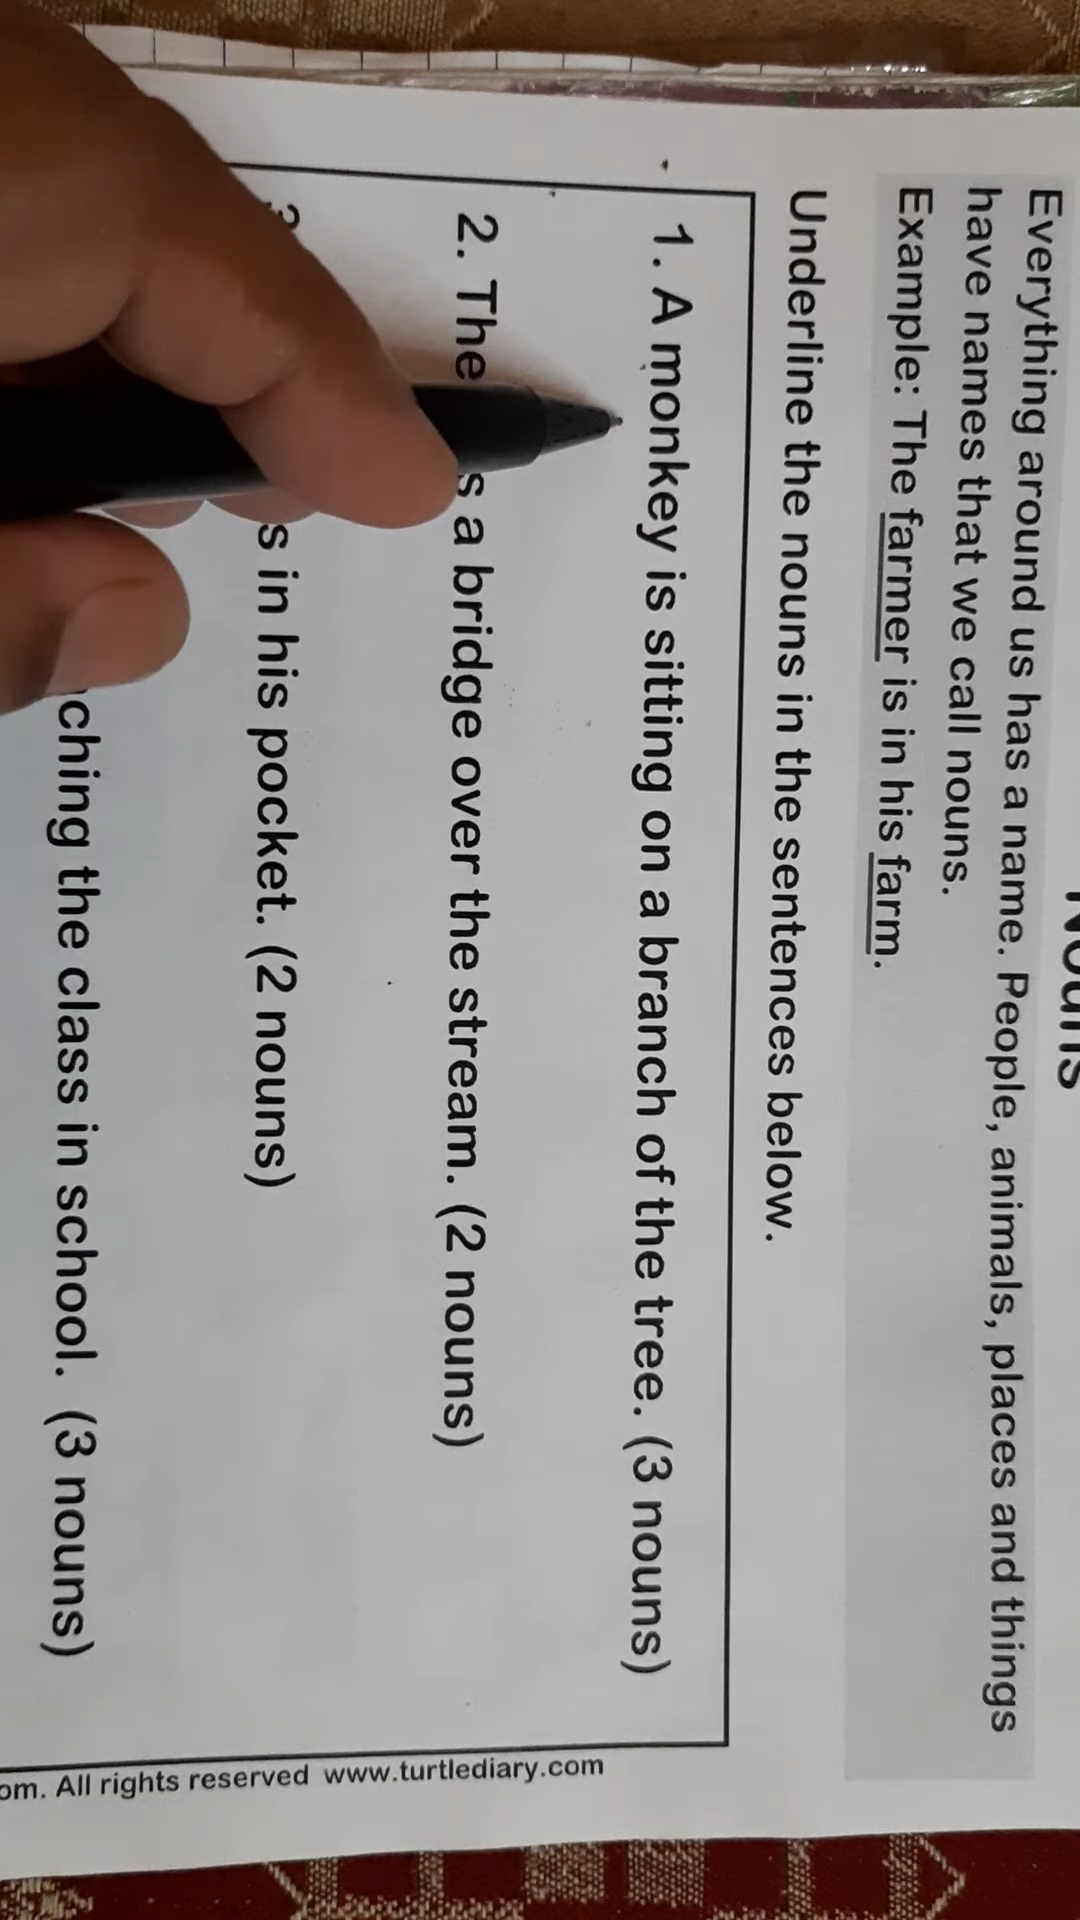 Nouns
Everything around us has a name. People, animals, places and things
have names that we call nouns.
Example: The farmer is in his farm.
Underline the nouns in the sentences below.
1. A monkey is sitting on a branch of the tree. (3 nouns)
2. The s a bridge over the stream. (2 nouns)
s in his pocket. (2 nouns)
ching the class in school. (3 nouns)
om. All rights reserved www.turtlediary.com